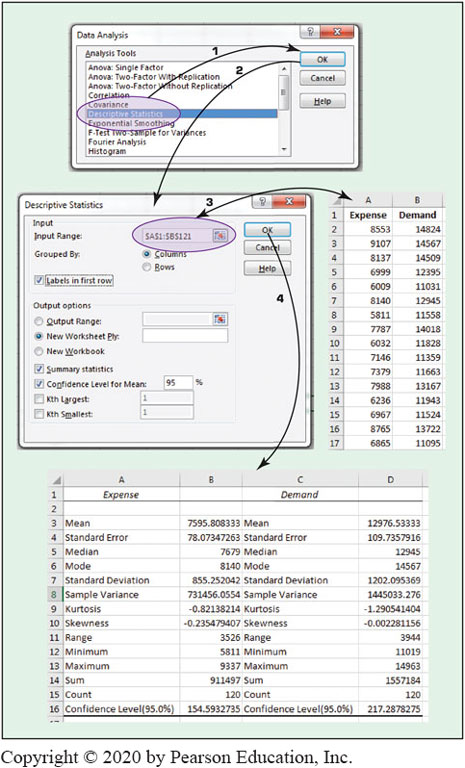 Data Analysis
Analysis Tools
Anova: Single Factor
Anova: Two-Factor With Replication
Anova: Two-Factor Without Replication
Correlation
Covariance
Descriptive Statistics
Exponential Smoothing
F-Test Two-Sample for Variances
Fourier Analysis
Histogram
OK
Cancel
Help
1
2
Descriptive Statistics
Input
Input Range: $A$1:$B$121
Grouped By: Columns
Rows
Labels in first row
Output options
Output Range:
New Worksheet Ply:
New Workbook
Summary statistics
Confidence Level for Mean: 95 %
Kth Largest: 1
Kth Smallest: 1
OK
Cancel
Help
3
4
A B
1 Expense Demand
2 8553 14824
3 9107 14567
4 8137 14509
5 6999 12395
6 6009 11031
7 8140 12945
8 5811 11558
9 7787 14018
10 6032 11828
11 7146 11359
12 7379 11663
13 7988 13167
14 6236 11943
15 6967 11524
16 8765 13722
17 6865 11095
A B C D
1 Expense Demand
2
3 Mean 7595.808333 Mean 12976.53333
4 Standard Error 78.07347263 Standard Error 109.7357916
5 Median 7679 Median 12945
6 Mode 8140 Mode 14567
7 Standard Deviation 855.252042 Standard Deviation 1202.095369
8 Sample Variance 731456.0554 Sample Variance 1445033.276
9 Kurtosis -0.82138214 Kurtosis -1.290541404
10 Skewness -0.235479407 Skewness -0.002281156
11 Range 3526 Range 3944
12 Minimum 5811 Minimum 11019
13 Maximum 9337 Maximum 14963
14 Sum 911497 Sum 1557184
15 Count 120 Count 120
16 Confidence Level(95.0%) 154.5932735 Confidence Level(95.0%) 217.2878275
Copyright © 2020 by Pearson Education, Inc.